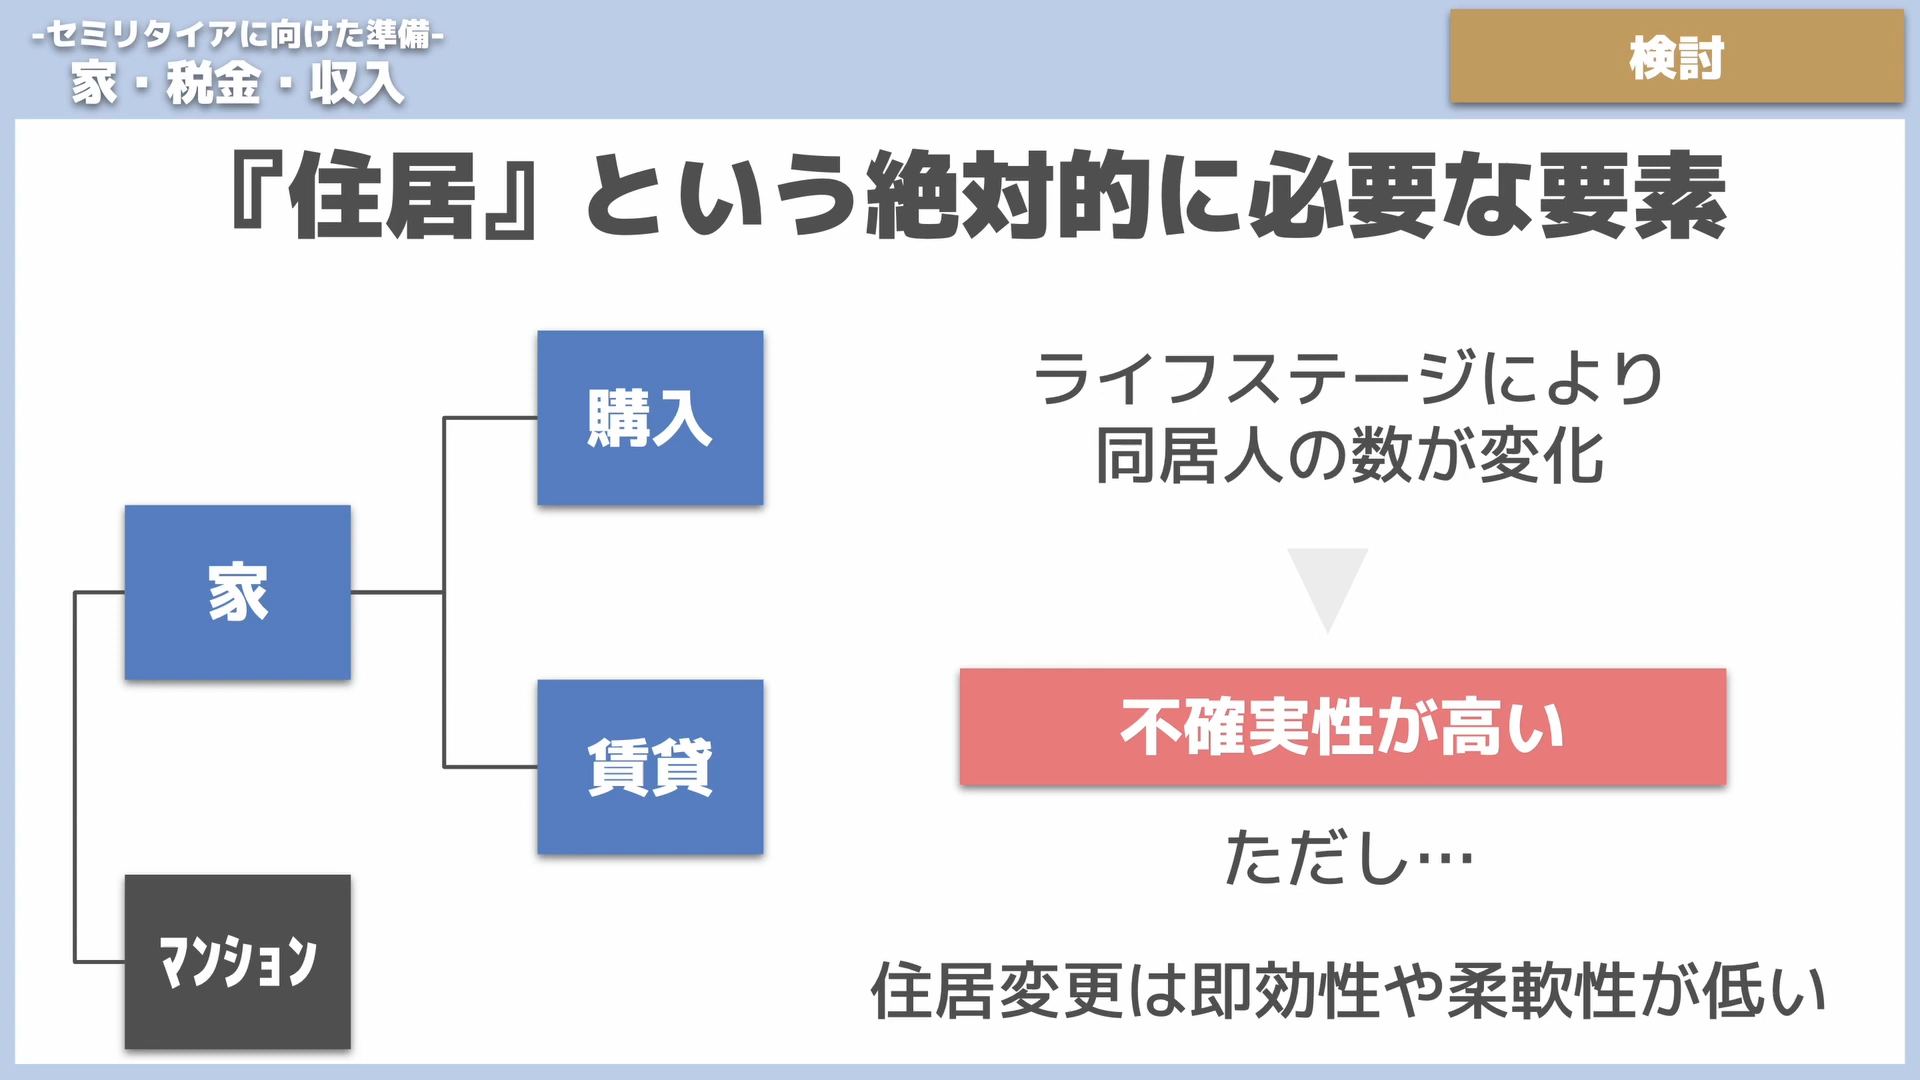 -セミリタイアに向けた準備-
家・税金・収入
検討
『住居』という絶対的に必要な要素
購入
家
賃貸
ﾏﾝｼｮﾝ
ライフステージにより
同居人の数が変化
不確実性が高い
ただし…
住居変更は即効性や柔軟性が低い